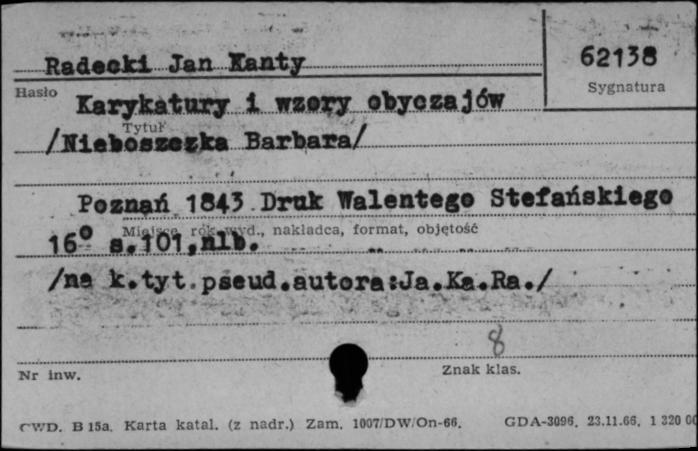 Radecki Jan Kanty
62138
Hasło
Sygnatura
Karykatury i wzory obyczajów
Tytuł
/Nieboszczka Barbara/
Poznań 1843 Druk Walentego Stefańskiego
Miejsce, rok wyd., nakładca, format, objętość
16° s.101,nlb.
/na k.tyt.pseud.autora:Ja.Ka.Ra./
8
Nr inw.
Znak klas.
CWD. B 15a. Karta katal. (z nadr.) Zam. 1007/DW/On-66. GDA-3096. 23.11.66. 1 320